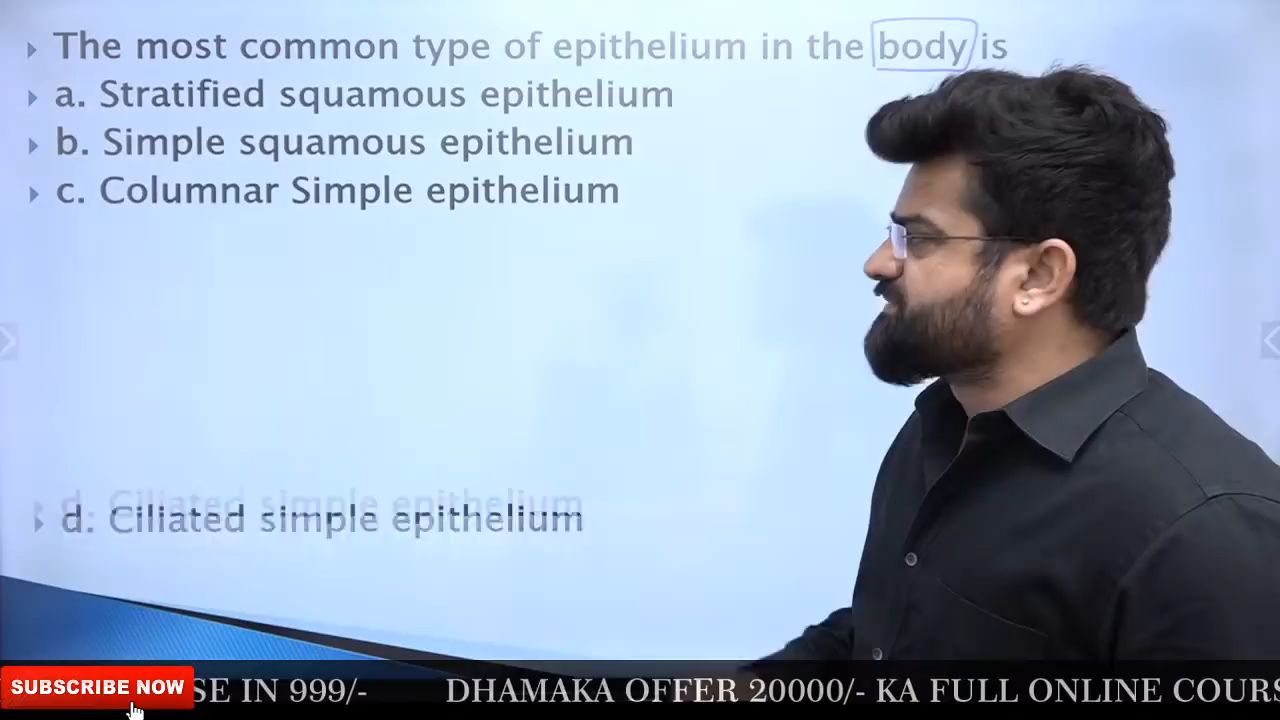 The most common type of epithelium in the body is
a. Stratified squamous epithelium
b. Simple squamous epithelium
c. Columnar Simple epithelium
d. Ciliated simple epithelium
SUBSCRIBE NOW SE IN 999/- DHAMAKA OFFER 20000/- KA FULL ONLINE COURS